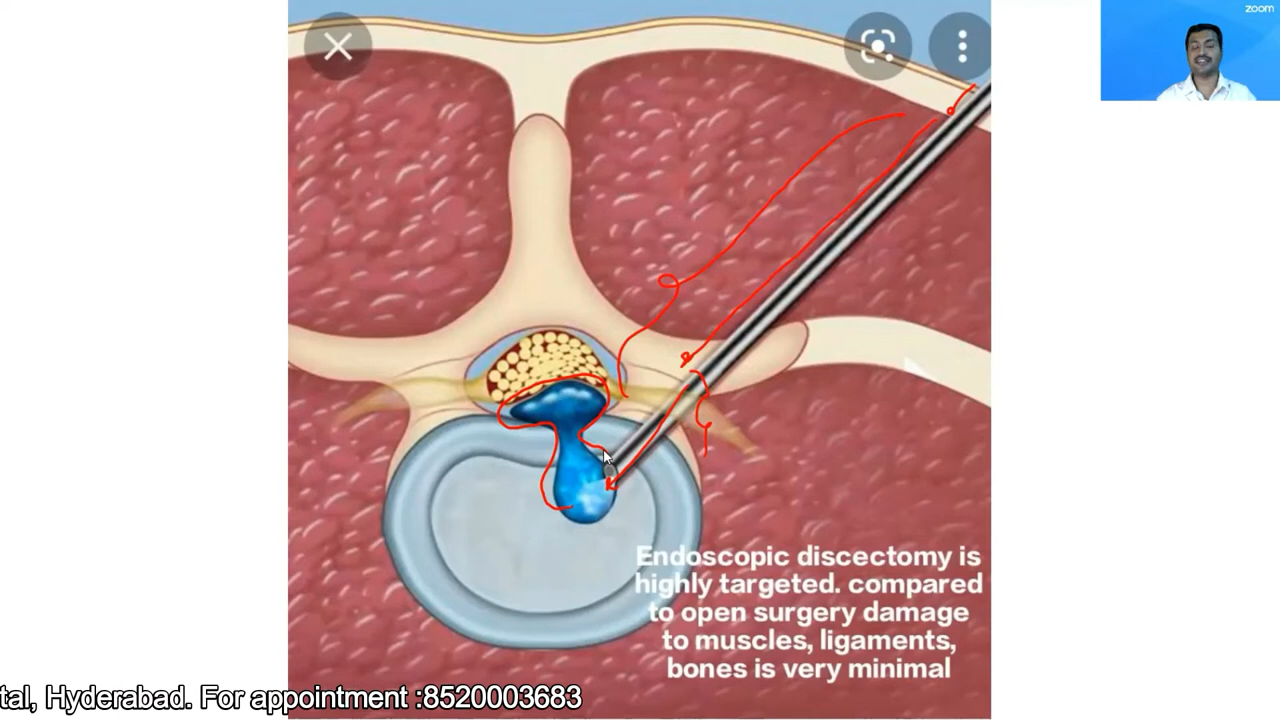 zoom
Endoscopic discectomy is
highly targeted. compared
to open surgery damage
to muscles, ligaments,
bones is very minimal
tal, Hyderabad. For appointment :8520003683